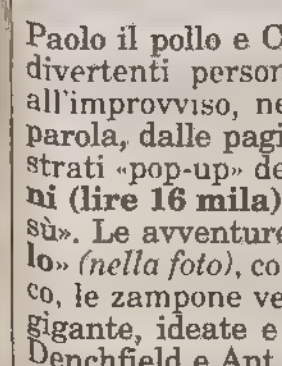 Paolo il pollo e C
divertenti person
all'improvviso, ne
parola, dalle pagi
strati «pop-up» de
ni (lire 16 mila)
sù». Le avventure
lo» (nella foto), co
co, le zampone ve
gigante, ideate e
Denchfield e Ant